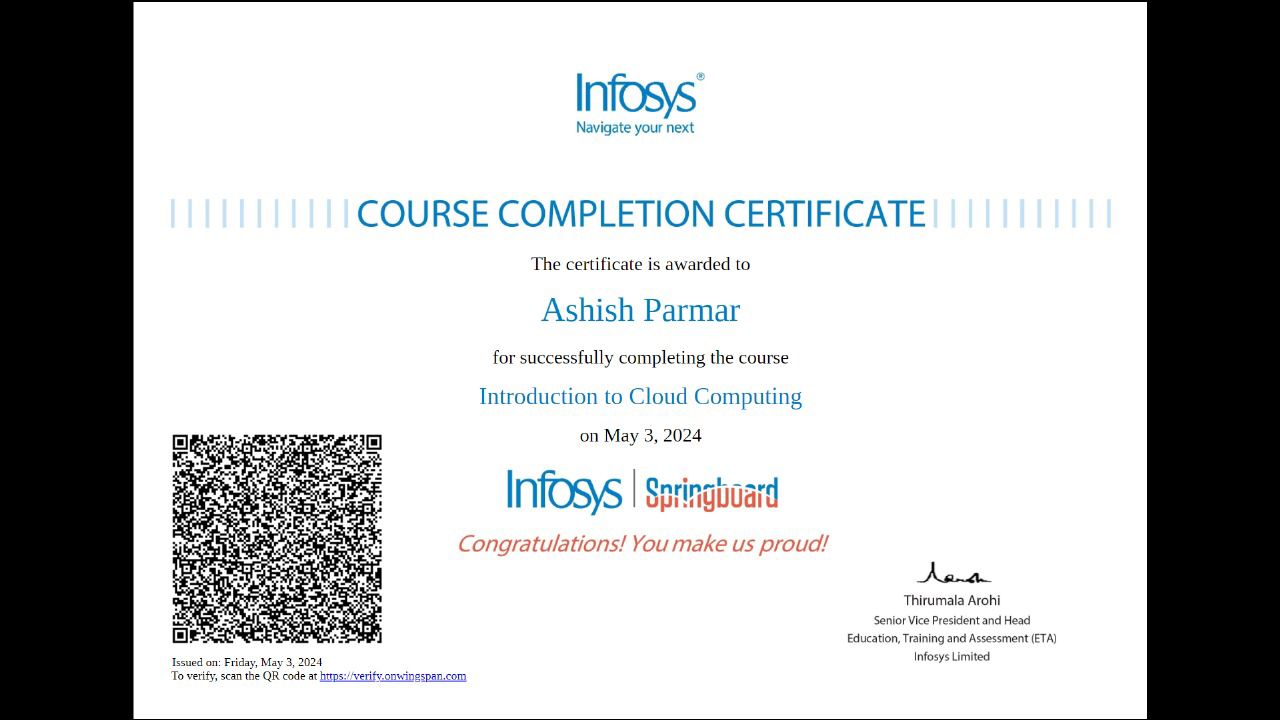 Infosys®
Navigate your next
COURSE COMPLETION CERTIFICATE
The certificate is awarded to
Ashish Parmar
for successfully completing the course
Introduction to Cloud Computing
on May 3, 2024
Infosys | Springboard
Congratulations! You make us proud!
Thirumala Arohi
Senior Vice President and Head
Education, Training and Assessment (ETA)
Infosys Limited
Issued on: Friday, May 3, 2024
To verify, scan the QR code at https://verify.onwingspan.com